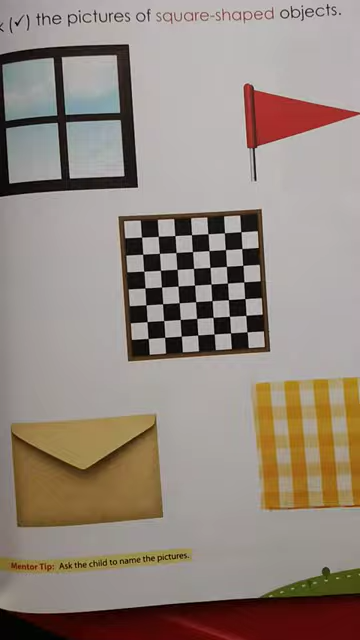 (✓) the pictures of square-shaped objects.
Mentor Tip: Ask the child to name the pictures.